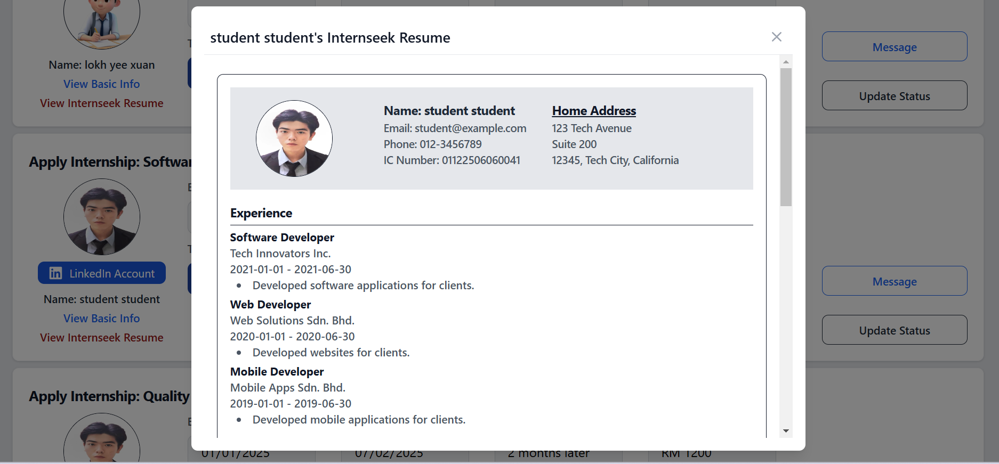 student student's Internseek Resume
Name: lokh yee xuan
View Basic Info
View Internseek Resume
Message
Update Status
Apply Internship: Softwar
LinkedIn Account
Name: student student
View Basic Info
View Internseek Resume
Message
Update Status
Apply Internship: Quality
Name: student student
Email: student@example.com
Phone: 012-3456789
IC Number: 01122506060041
Home Address
123 Tech Avenue
Suite 200
12345, Tech City, California
Experience
Software Developer
Tech Innovators Inc.
2021-01-01 - 2021-06-30
• Developed software applications for clients.
Web Developer
Web Solutions Sdn. Bhd.
2020-01-01 - 2020-06-30
• Developed websites for clients.
Mobile Developer
Mobile Apps Sdn. Bhd.
2019-01-01 - 2019-06-30
• Developed mobile applications for clients.
01/01/2025
07/02/2025
2 months later
RM 1200